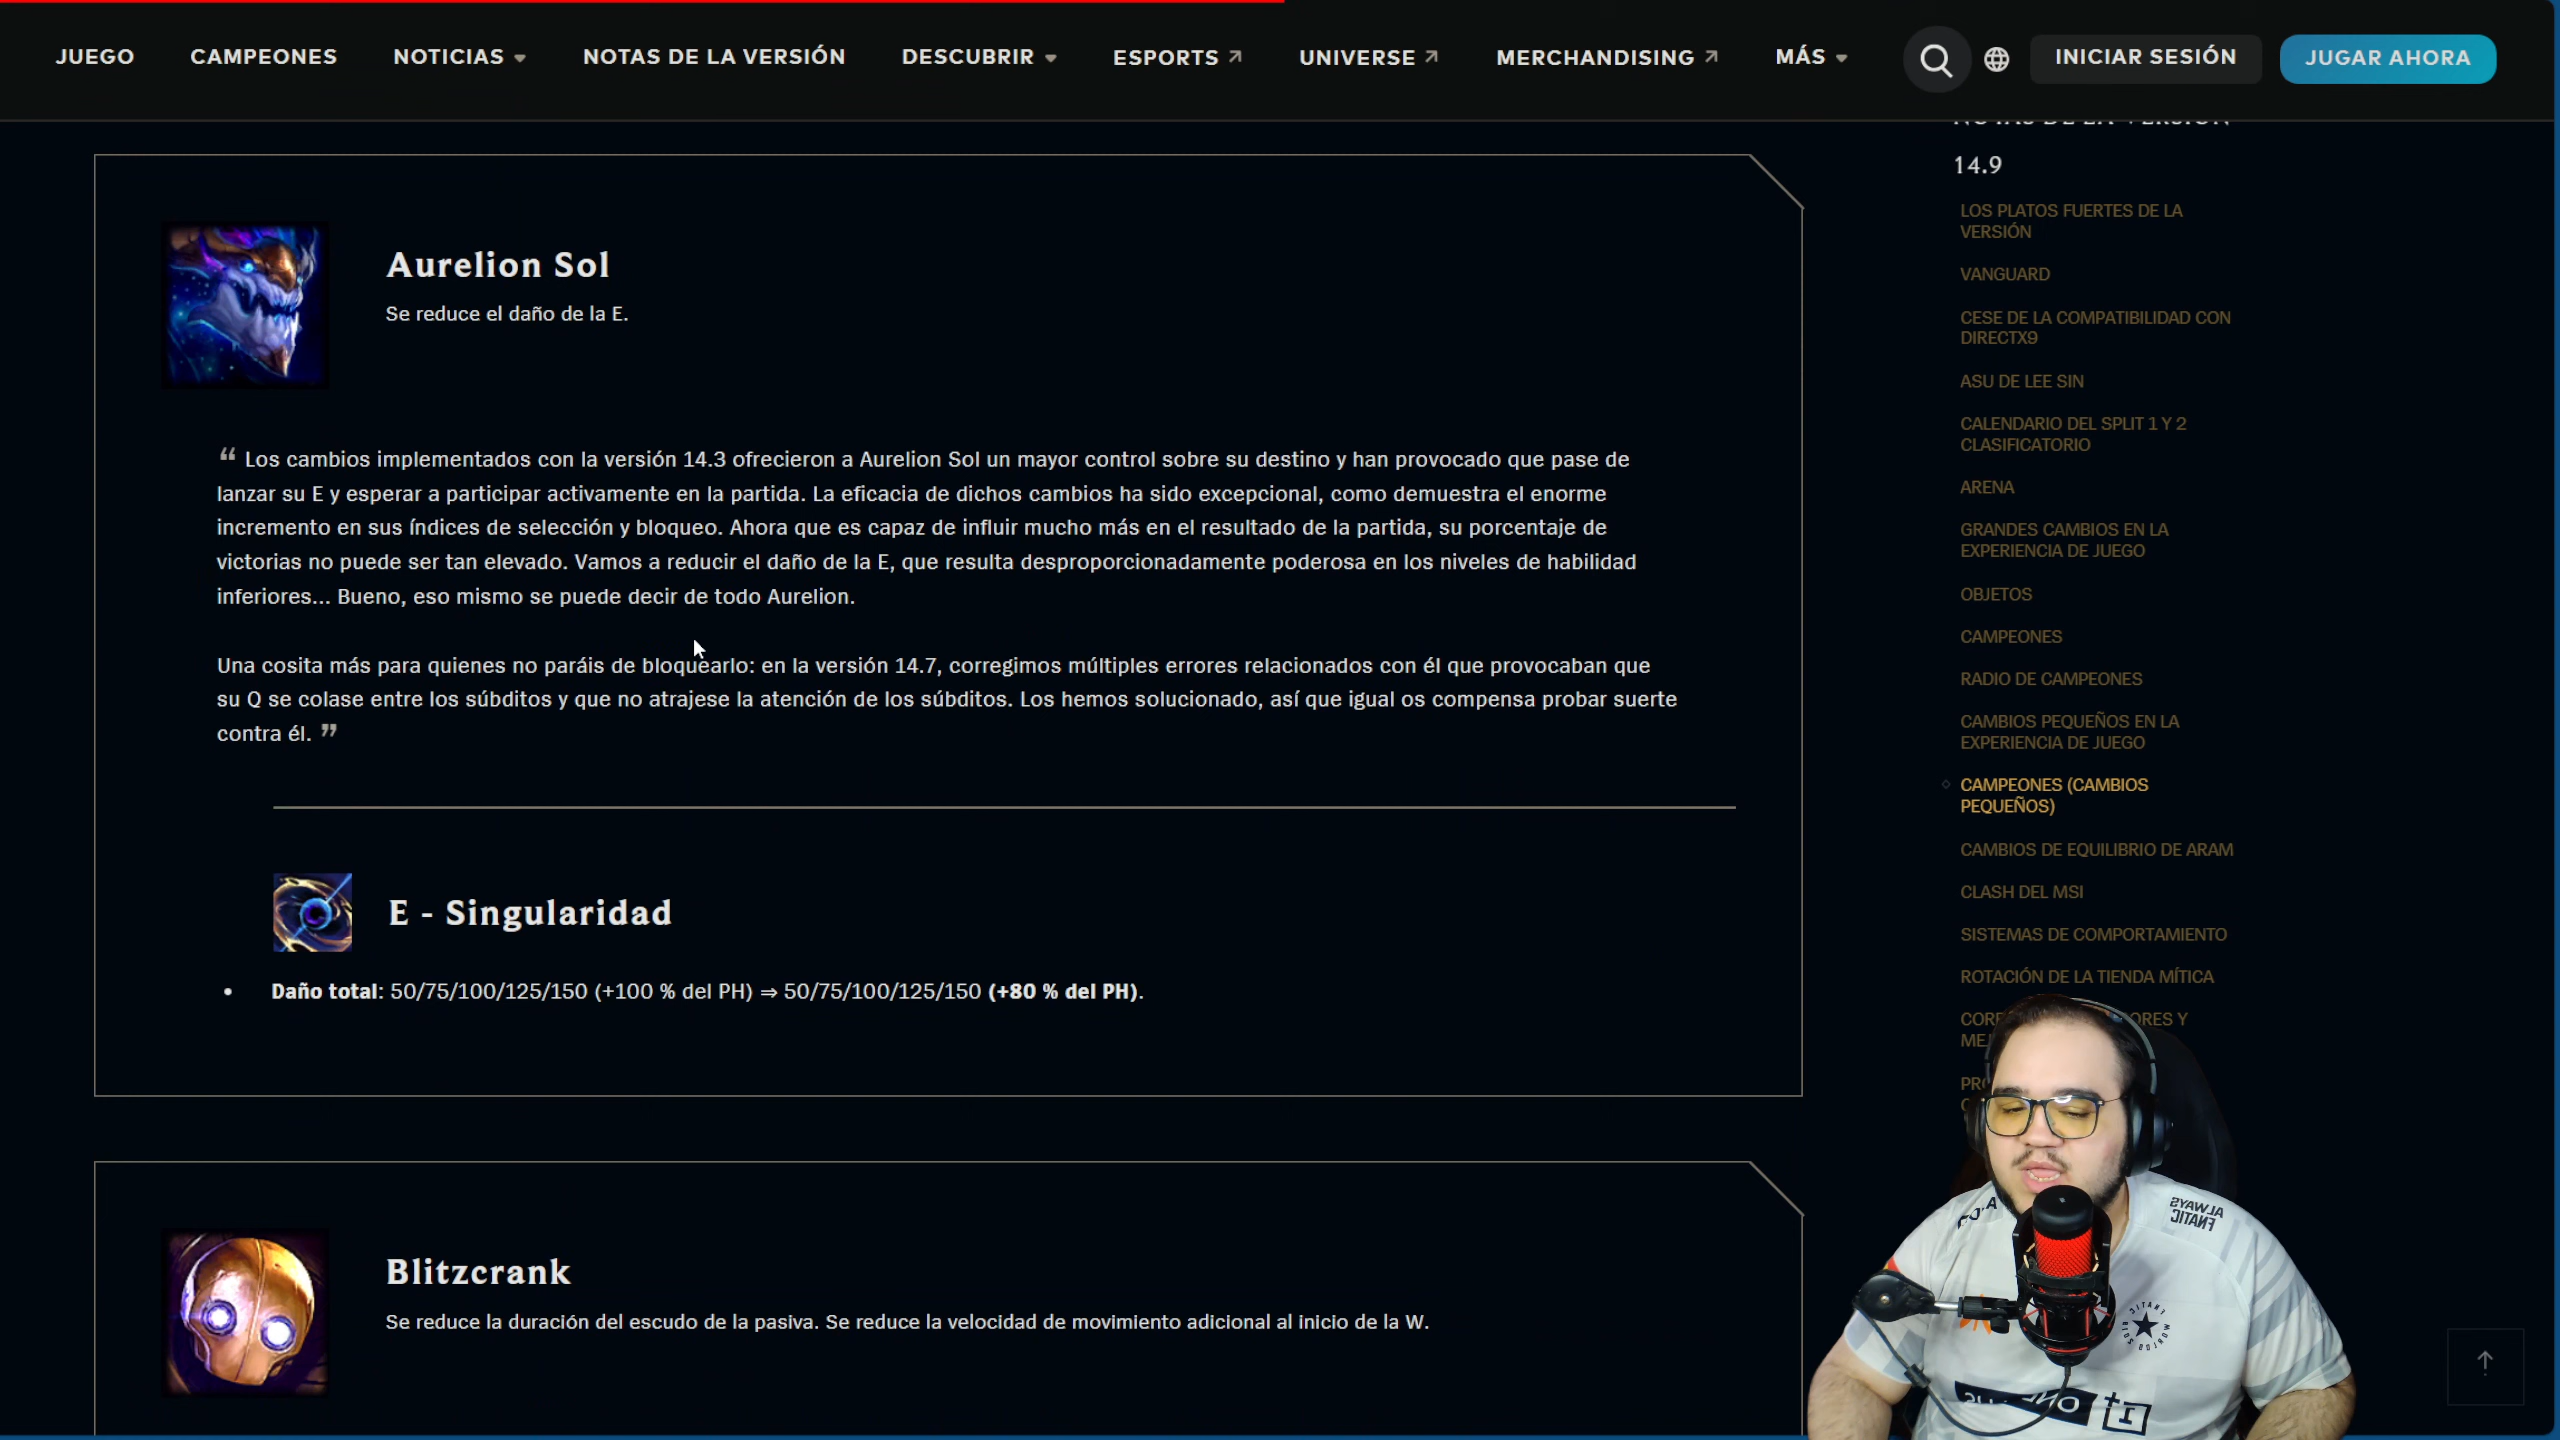 JUEGO CAMPEONES NOTICIAS NOTAS DE LA VERSIÓN DESCUBRIR ESPORTS UNIVERSE MERCHANDISING MÁS INICIAR SESIÓN JUGAR AHORA
Aurelion Sol
Se reduce el daño de la E.
“ Los cambios implementados con la versión 14.3 ofrecieron a Aurelion Sol un mayor control sobre su destino y han provocado que pase de
lanzar su E y esperar a participar activamente en la partida. La eficacia de dichos cambios ha sido excepcional, como demuestra el enorme
incremento en sus índices de selección y bloqueo. Ahora que es capaz de influir mucho más en el resultado de la partida, su porcentaje de
victorias no puede ser tan elevado. Vamos a reducir el daño de la E, que resulta desproporcionadamente poderosa en los niveles de habilidad
inferiores... Bueno, eso mismo se puede decir de todo Aurelion.
Una cosita más para quienes no paráis de bloquearlo: en la versión 14.7, corregimos múltiples errores relacionados con él que provocaban que
su Q se colase entre los súbditos y que no atrajese la atención de los súbditos. Los hemos solucionado, así que igual os compensa probar suerte
contra él. ”
E - Singularidad
• Daño total: 50/75/100/125/150 (+100 % del PH) ⇒ 50/75/100/125/150 (+80 % del PH).
Blitzcrank
Se reduce la duración del escudo de la pasiva. Se reduce la velocidad de movimiento adicional al inicio de la W.
NOTAS DE LA VERSIÓN
14.9
LOS PLATOS FUERTES DE LA
VERSIÓN
VANGUARD
CESE DE LA COMPATIBILIDAD CON
DIRECTX9
ASU DE LEE SIN
CALENDARIO DEL SPLIT 1 Y 2
CLASIFICATORIO
ARENA
GRANDES CAMBIOS EN LA
EXPERIENCIA DE JUEGO
OBJETOS
CAMPEONES
RADIO DE CAMPEONES
CAMBIOS PEQUEÑOS EN LA
EXPERIENCIA DE JUEGO
CAMPEONES (CAMBIOS
PEQUEÑOS)
CAMBIOS DE EQUILIBRIO DE ARAM
CLASH DEL MSI
SISTEMAS DE COMPORTAMIENTO
ROTACIÓN DE LA TIENDA MÍTICA
ALWAYS
FNATIC